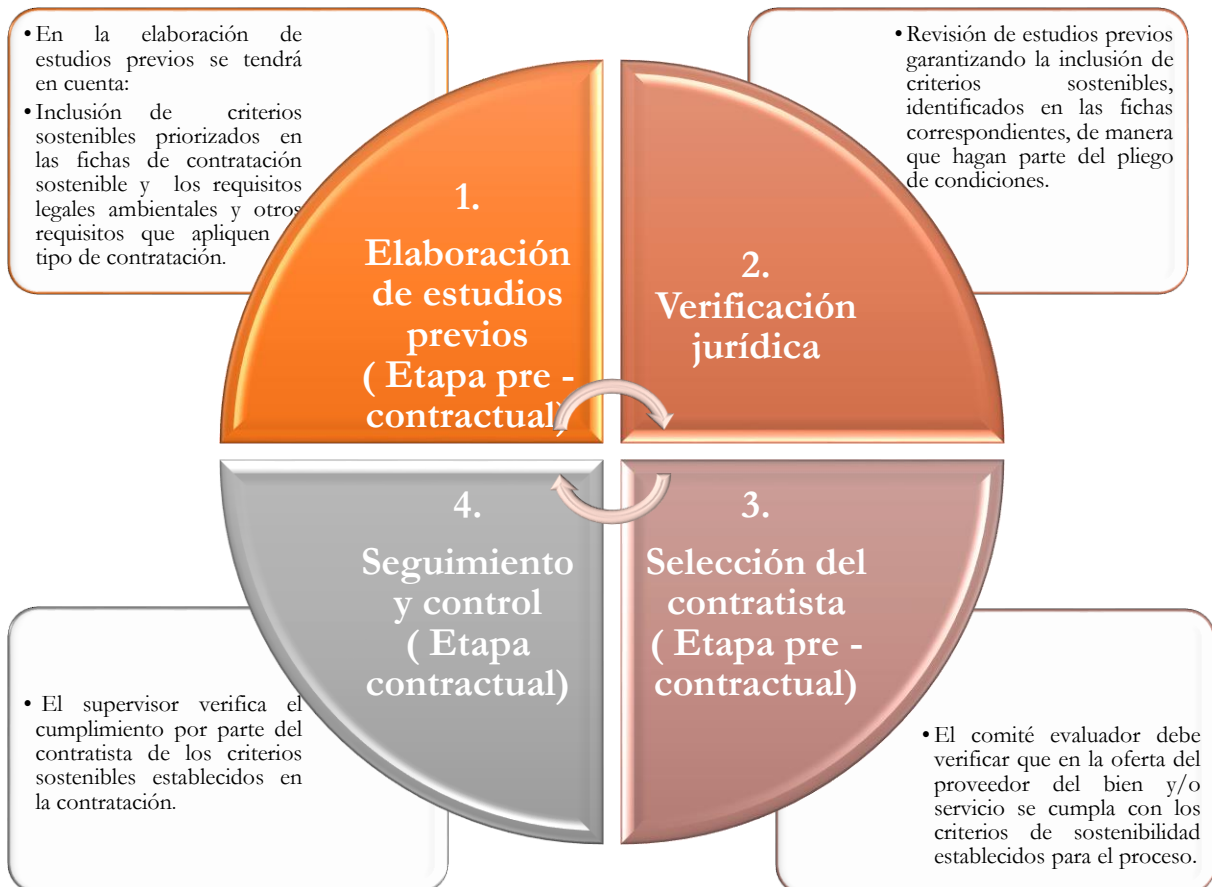 • En la elaboración de
estudios previos se tendrá
en cuenta:
• Inclusión de criterios
sostenibles priorizados en
las fichas de contratación
sostenible y los requisitos
legales ambientales y otros
requisitos que apliquen
tipo de contratación.
1.
Elaboración
de estudios
previos
( Etapa pre -
contractual)
• Revisión de estudios previos
garantizando la inclusión de
criterios sostenibles,
identificados en las fichas
correspondientes, de manera
que hagan parte del pliego
de condiciones.
2.
Verificación
jurídica
3.
Selección del
contratista
( Etapa pre -
contractual)
• El comité evaluador debe
verificar que en la oferta del
proveedor del bien y/o
servicio se cumpla con los
criterios de sostenibilidad
establecidos para el proceso.
4.
Seguimiento
y control
( Etapa
contractual)
• El supervisor verifica el
cumplimiento por parte del
contratista de los criterios
sostenibles establecidos en
la contratación.